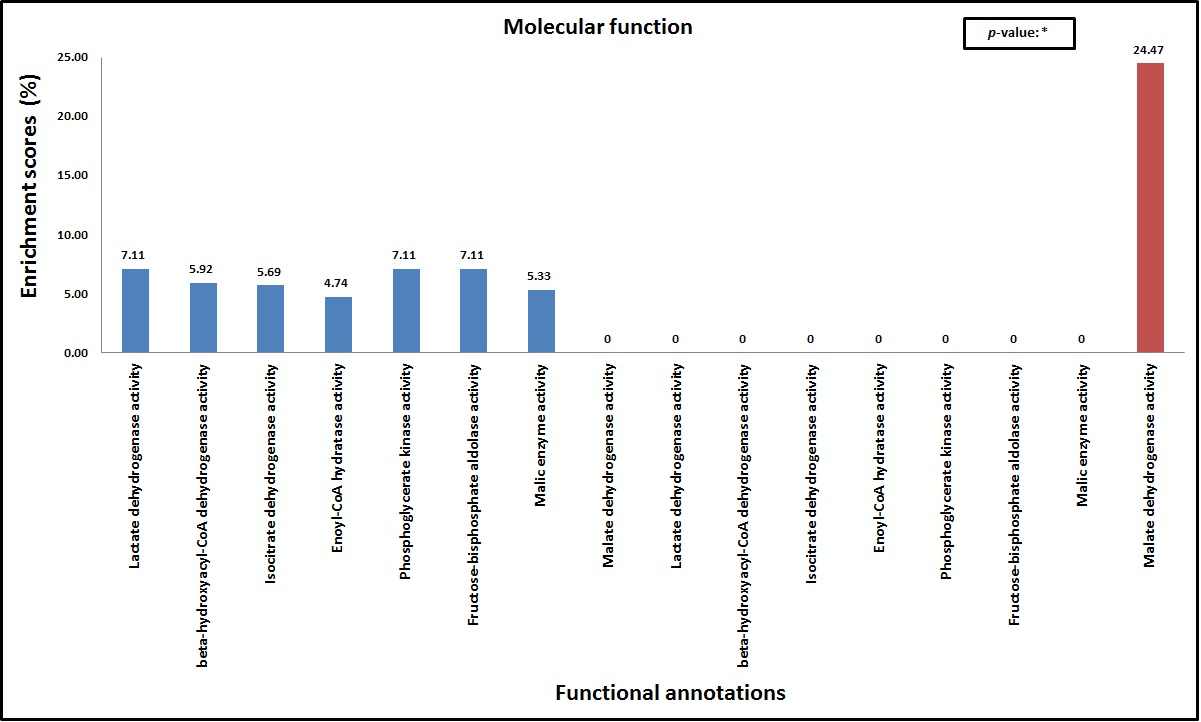 Molecular function
p-value: *
Enrichment scores (%)
25.00
20.00
15.00
10.00
5.00
0.00
7.11
5.92
5.69
4.74
7.11
7.11
5.33
0
0
0
0
0
0
0
0
24.47
Lactate dehydrogenase activity
beta-hydroxyacyl-CoA dehydrogenase activity
Isocitrate dehydrogenase activity
Enoyl-CoA hydratase activity
Phosphoglycerate kinase activity
Fructose-bisphosphate aldolase activity
Malic enzyme activity
Malate dehydrogenase activity
Lactate dehydrogenase activity
beta-hydroxyacyl-CoA dehydrogenase activity
Isocitrate dehydrogenase activity
Enoyl-CoA hydratase activity
Phosphoglycerate kinase activity
Fructose-bisphosphate aldolase activity
Malic enzyme activity
Malate dehydrogenase activity
Functional annotations